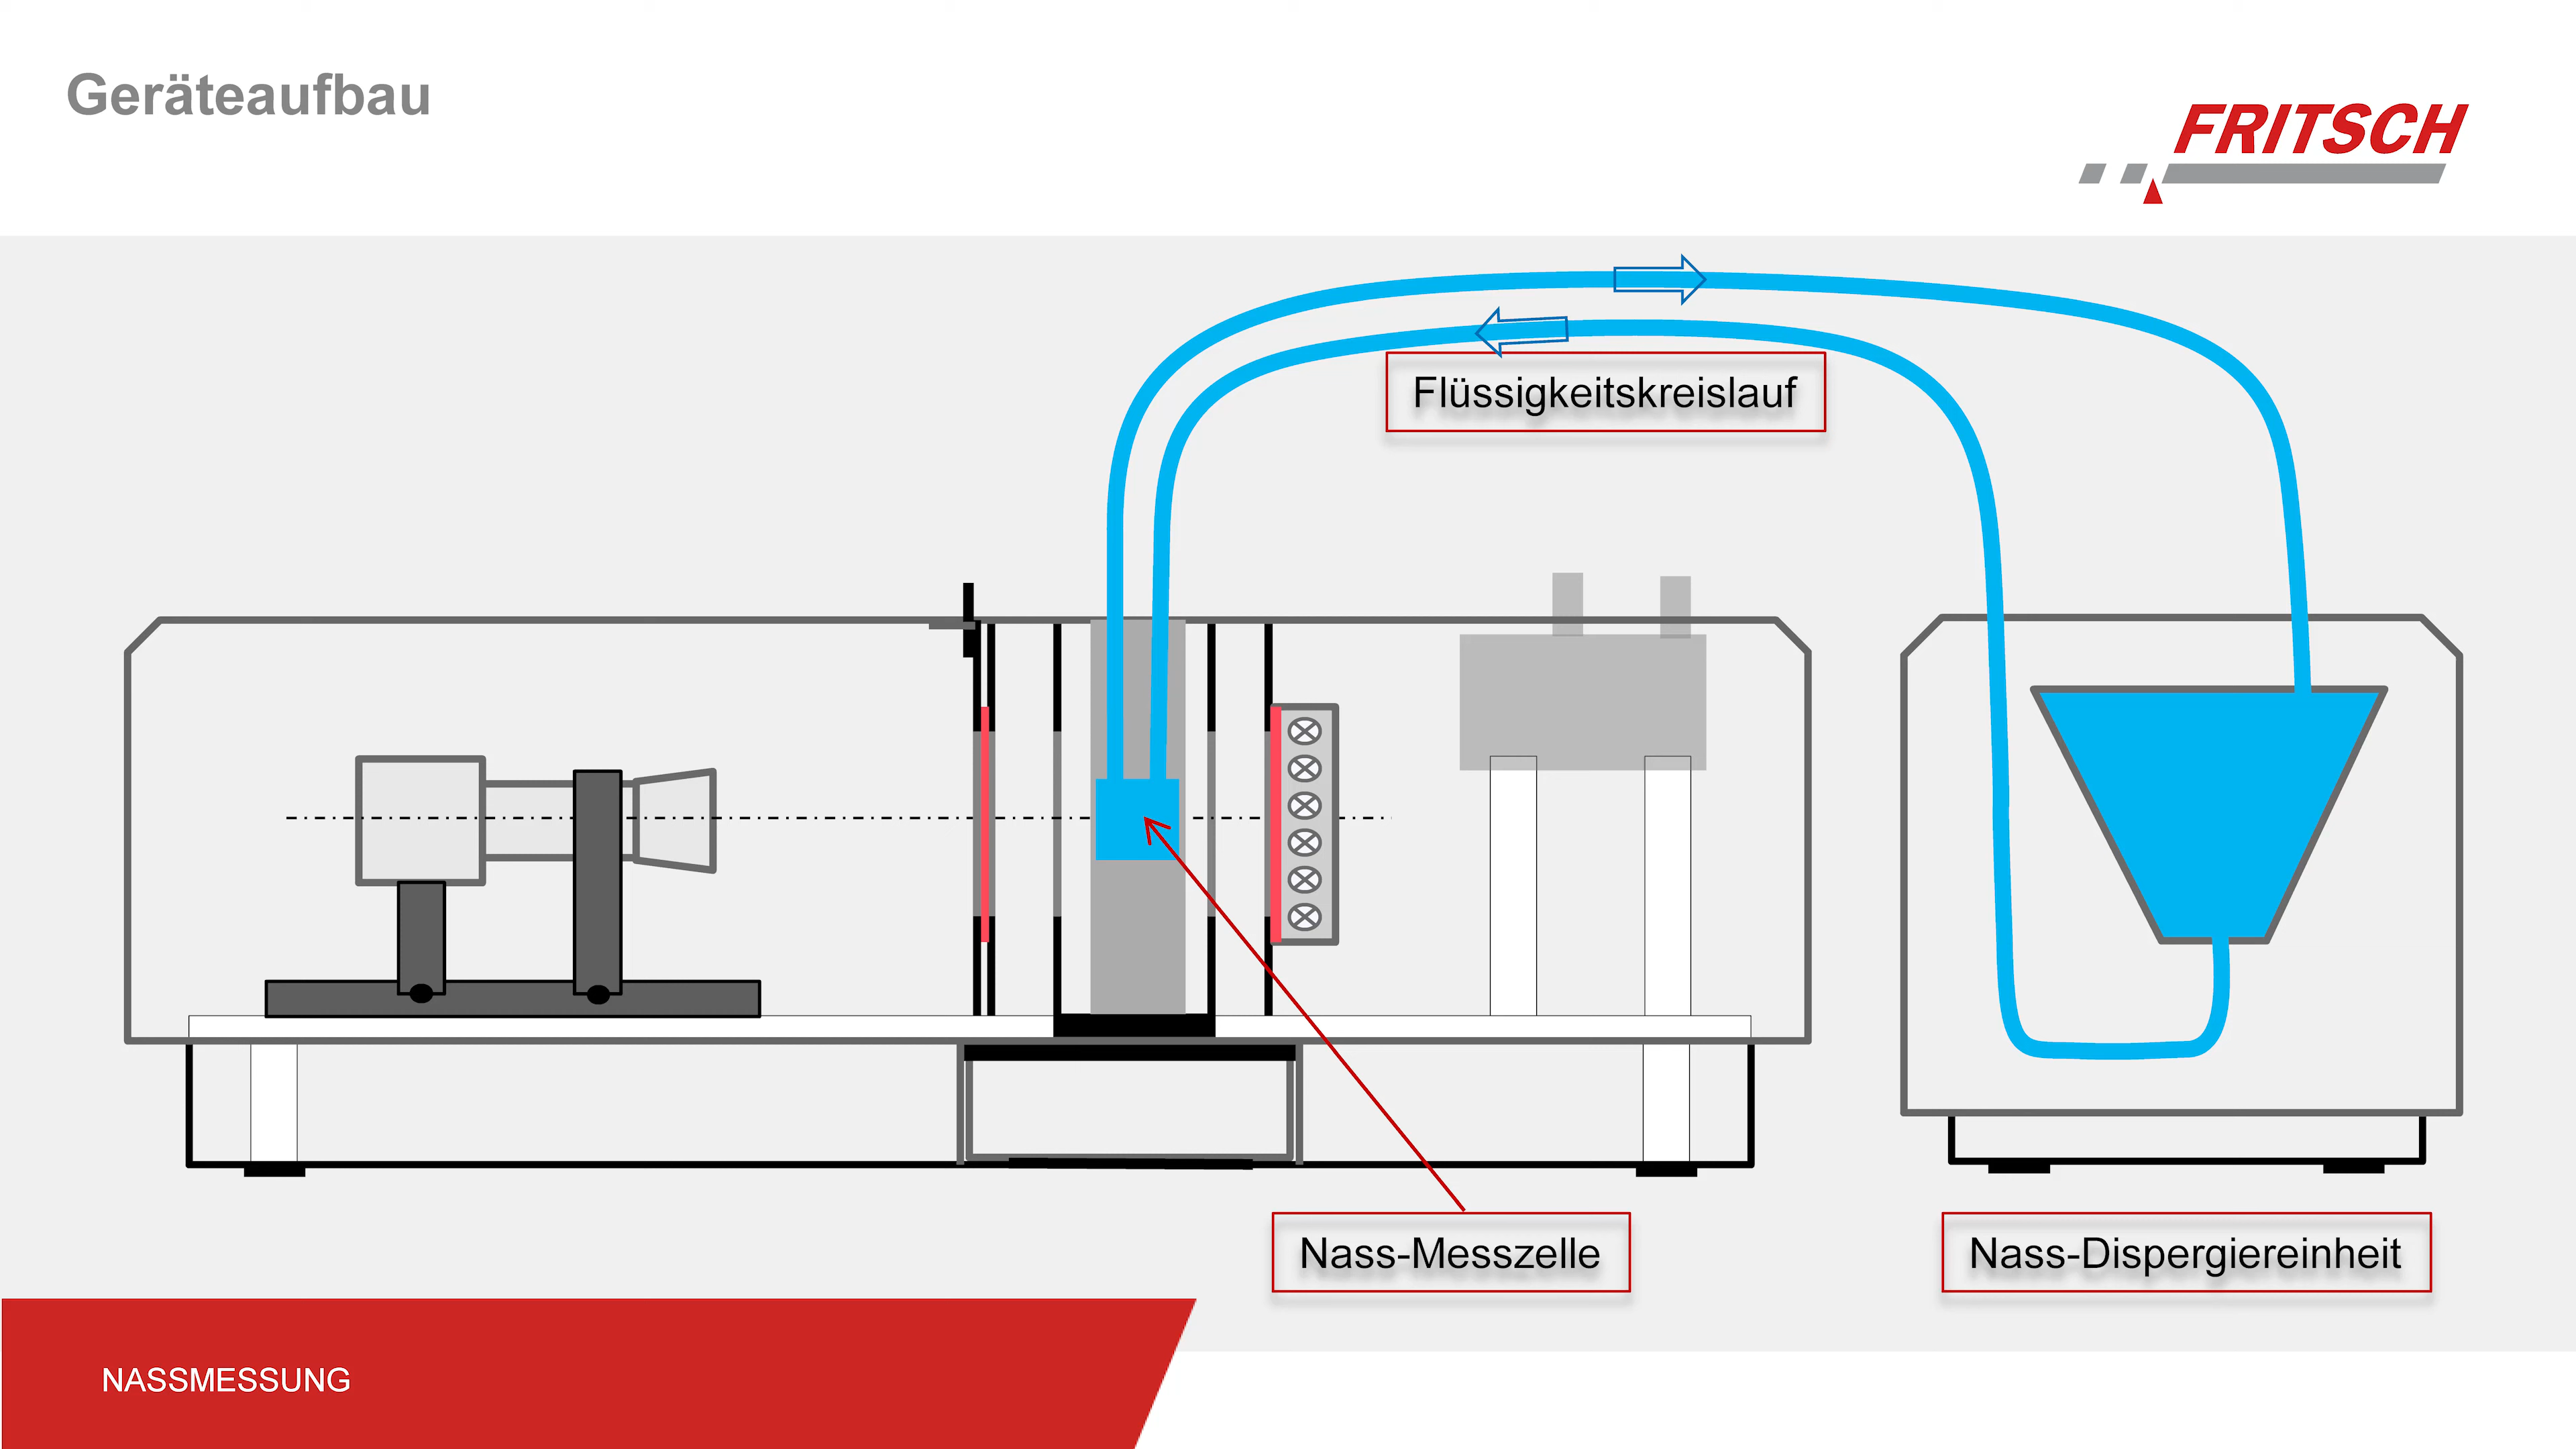 Geräteaufbau
FRITSCH
Flüssigkeitskreislauf
Nass-Messzelle
Nass-Dispergiereinheit
NASSMESSUNG